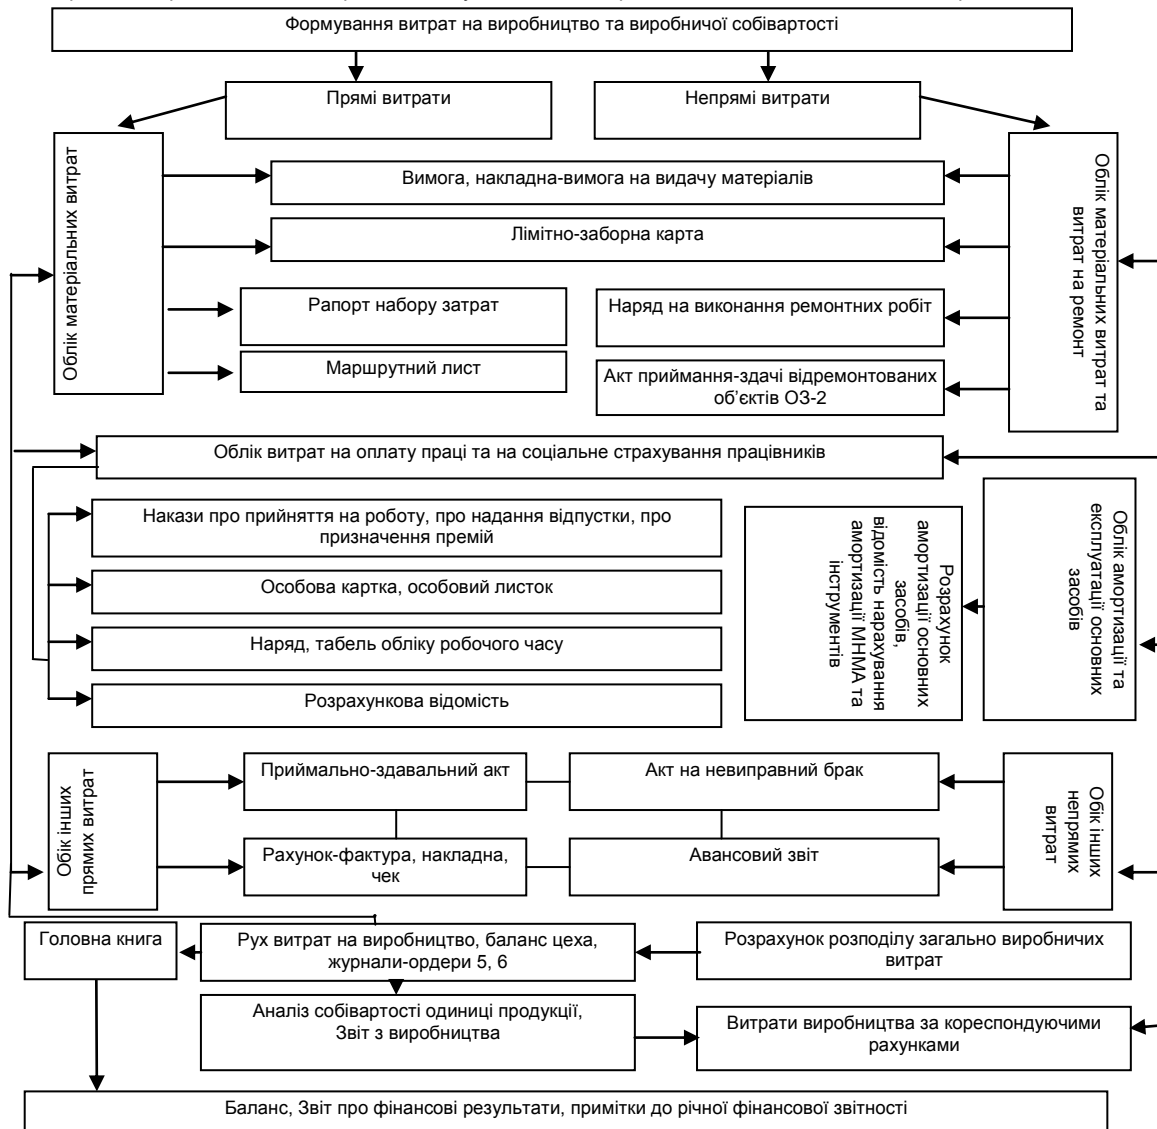 Формування витрат на виробництво та виробничої собівартості
Прямі витрати
Непрямі витрати
Облік матеріальних витрат
Вимога, накладна-вимога на видачу матеріалів
Лімітно-заборна карта
Рапорт набору затрат
Маршрутний лист
Наряд на виконання ремонтних робіт
Акт приймання-здачі відремонтованих
об’єктів ОЗ-2
Облік матеріальних витрат та
витрат на ремонт
Облік витрат на оплату праці та на соціальне страхування працівників
Накази про прийняття на роботу, про надання відпустки, про
призначення премій
Особова картка, особовий листок
Наряд, табель обліку робочого часу
Розрахункова відомість
Розрахунок
амортизації основних
засобів,
відомість нарахування
амортизації МНМА та
інструментів
Облік амортизації та
експлуатації основних
засобів
Обік інших
прямих витрат
Приймально-здавальний акт
Акт на невиправний брак
Рахунок-фактура, накладна,
чек
Авансовий звіт
Обік інших
непрямих
витрат
Головна книга
Рух витрат на виробництво, баланс цеха,
журнали-ордери 5, 6
Розрахунок розподілу загально виробничих
витрат
Аналіз собівартості одиниці продукції,
Звіт з виробництва
Витрати виробництва за кореспондуючими
рахунками
Баланс, Звіт про фінансові результати, примітки до річної фінансової звітності